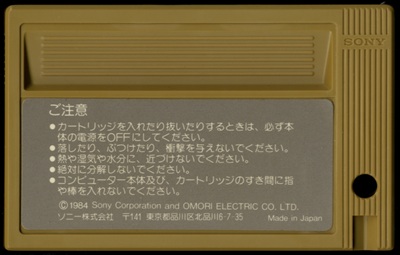 SONY
ご注意
●カートリッジを入れたり抜いたりするときは、必ず本
体の電源をOFFにしてください。
●落したり、ぶつけたり、衝撃を与えないでください。
●熱や湿気や水分に、近づけないでください。
●絶対に分解しないでください。
●コンピューター本体及び、カートリッジのすき間に指
や棒を入れないでください。
©1984 Sony Corporation and OMORI ELECTRIC CO. LTD.
ソニー株式会社 〒141 東京都品川区北品川6-7-35 Made in Japan